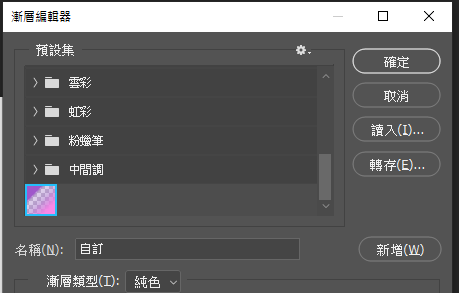 漸層編輯器
預設集
雲彩
虹彩
粉蠟筆
中間調
確定
取消
讀入(I)...
轉存(E)...
名稱(N): 自訂
新增(W)
漸層類型(T): 純色